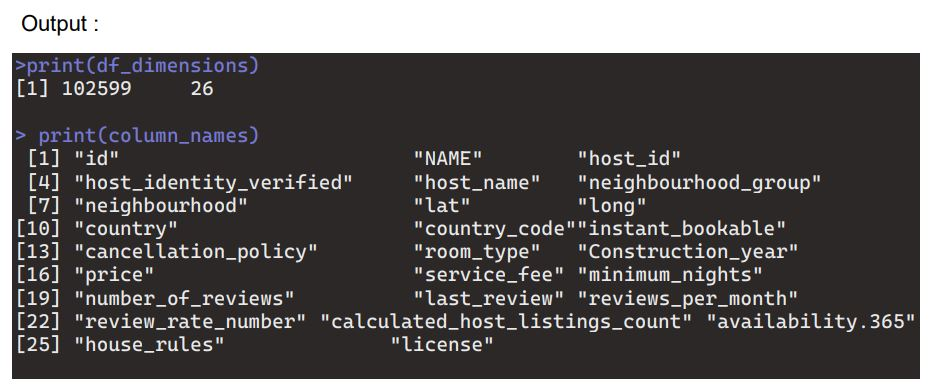 Output :
>print(df_dimensions)
[1] 102599     26
> print(column_names)
[1] "id" "NAME" "host_id"
[4] "host_identity_verified" "host_name" "neighbourhood_group"
[7] "neighbourhood" "lat" "long"
[10] "country" "country_code""instant_bookable"
[13] "cancellation_policy" "room_type" "Construction_year"
[16] "price" "service_fee" "minimum_nights"
[19] "number_of_reviews" "last_review" "reviews_per_month"
[22] "review_rate_number" "calculated_host_listings_count" "availability.365"
[25] "house_rules" "license"